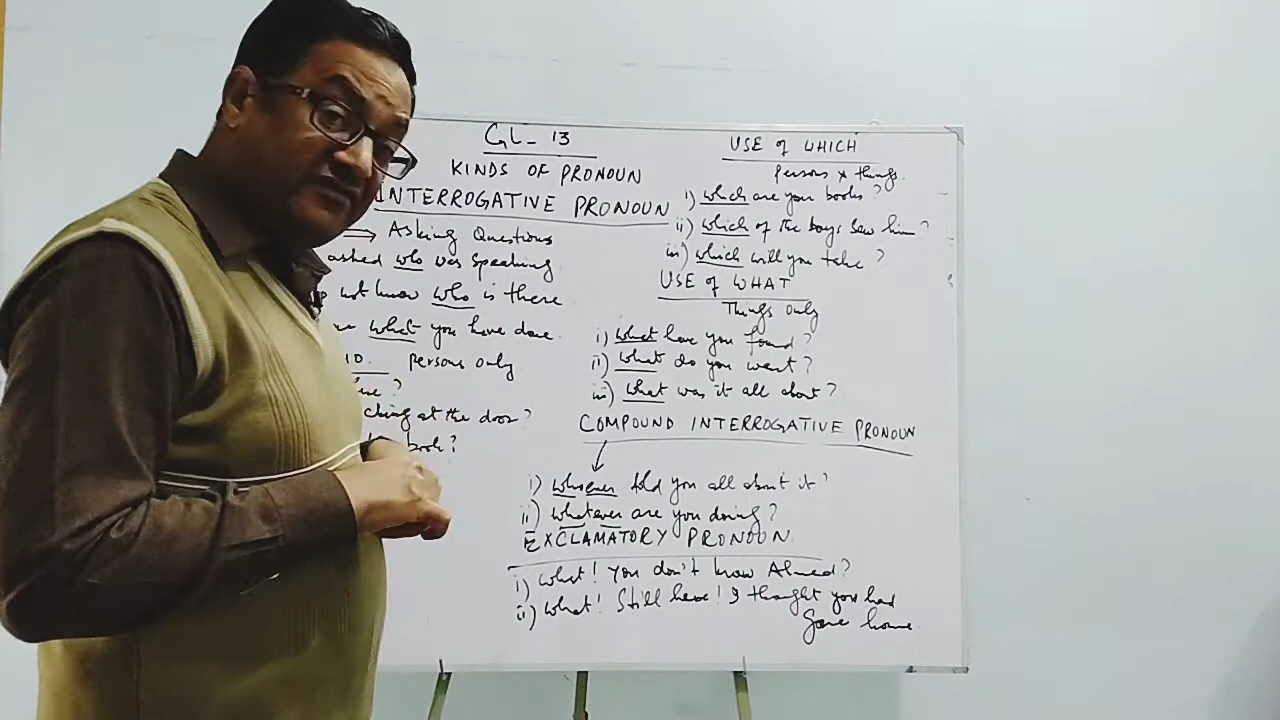 GL - 13
KINDS OF PRONOUN
INTERROGATIVE PRONOUN
⇒ Asking Questions
asked who was speaking
not know who is there
what you have done.
persons only
ching at the door?
book?
USE of WHICH
Persons x things.
i) which are your books?
ii) which of the boys saw him?
iii) which will you take?
USE of WHAT
Things only
i) What have you found?
ii) What do you want?
iii) What was it all about?
COMPOUND INTERROGATIVE PRONOUN
i) Whoever told you all about it?
ii) Whatever are you doing?
EXCLAMATORY PRONOUN
i) What! You don't know Ahmed?
ii) What! Still here! I thought you had
gone home.